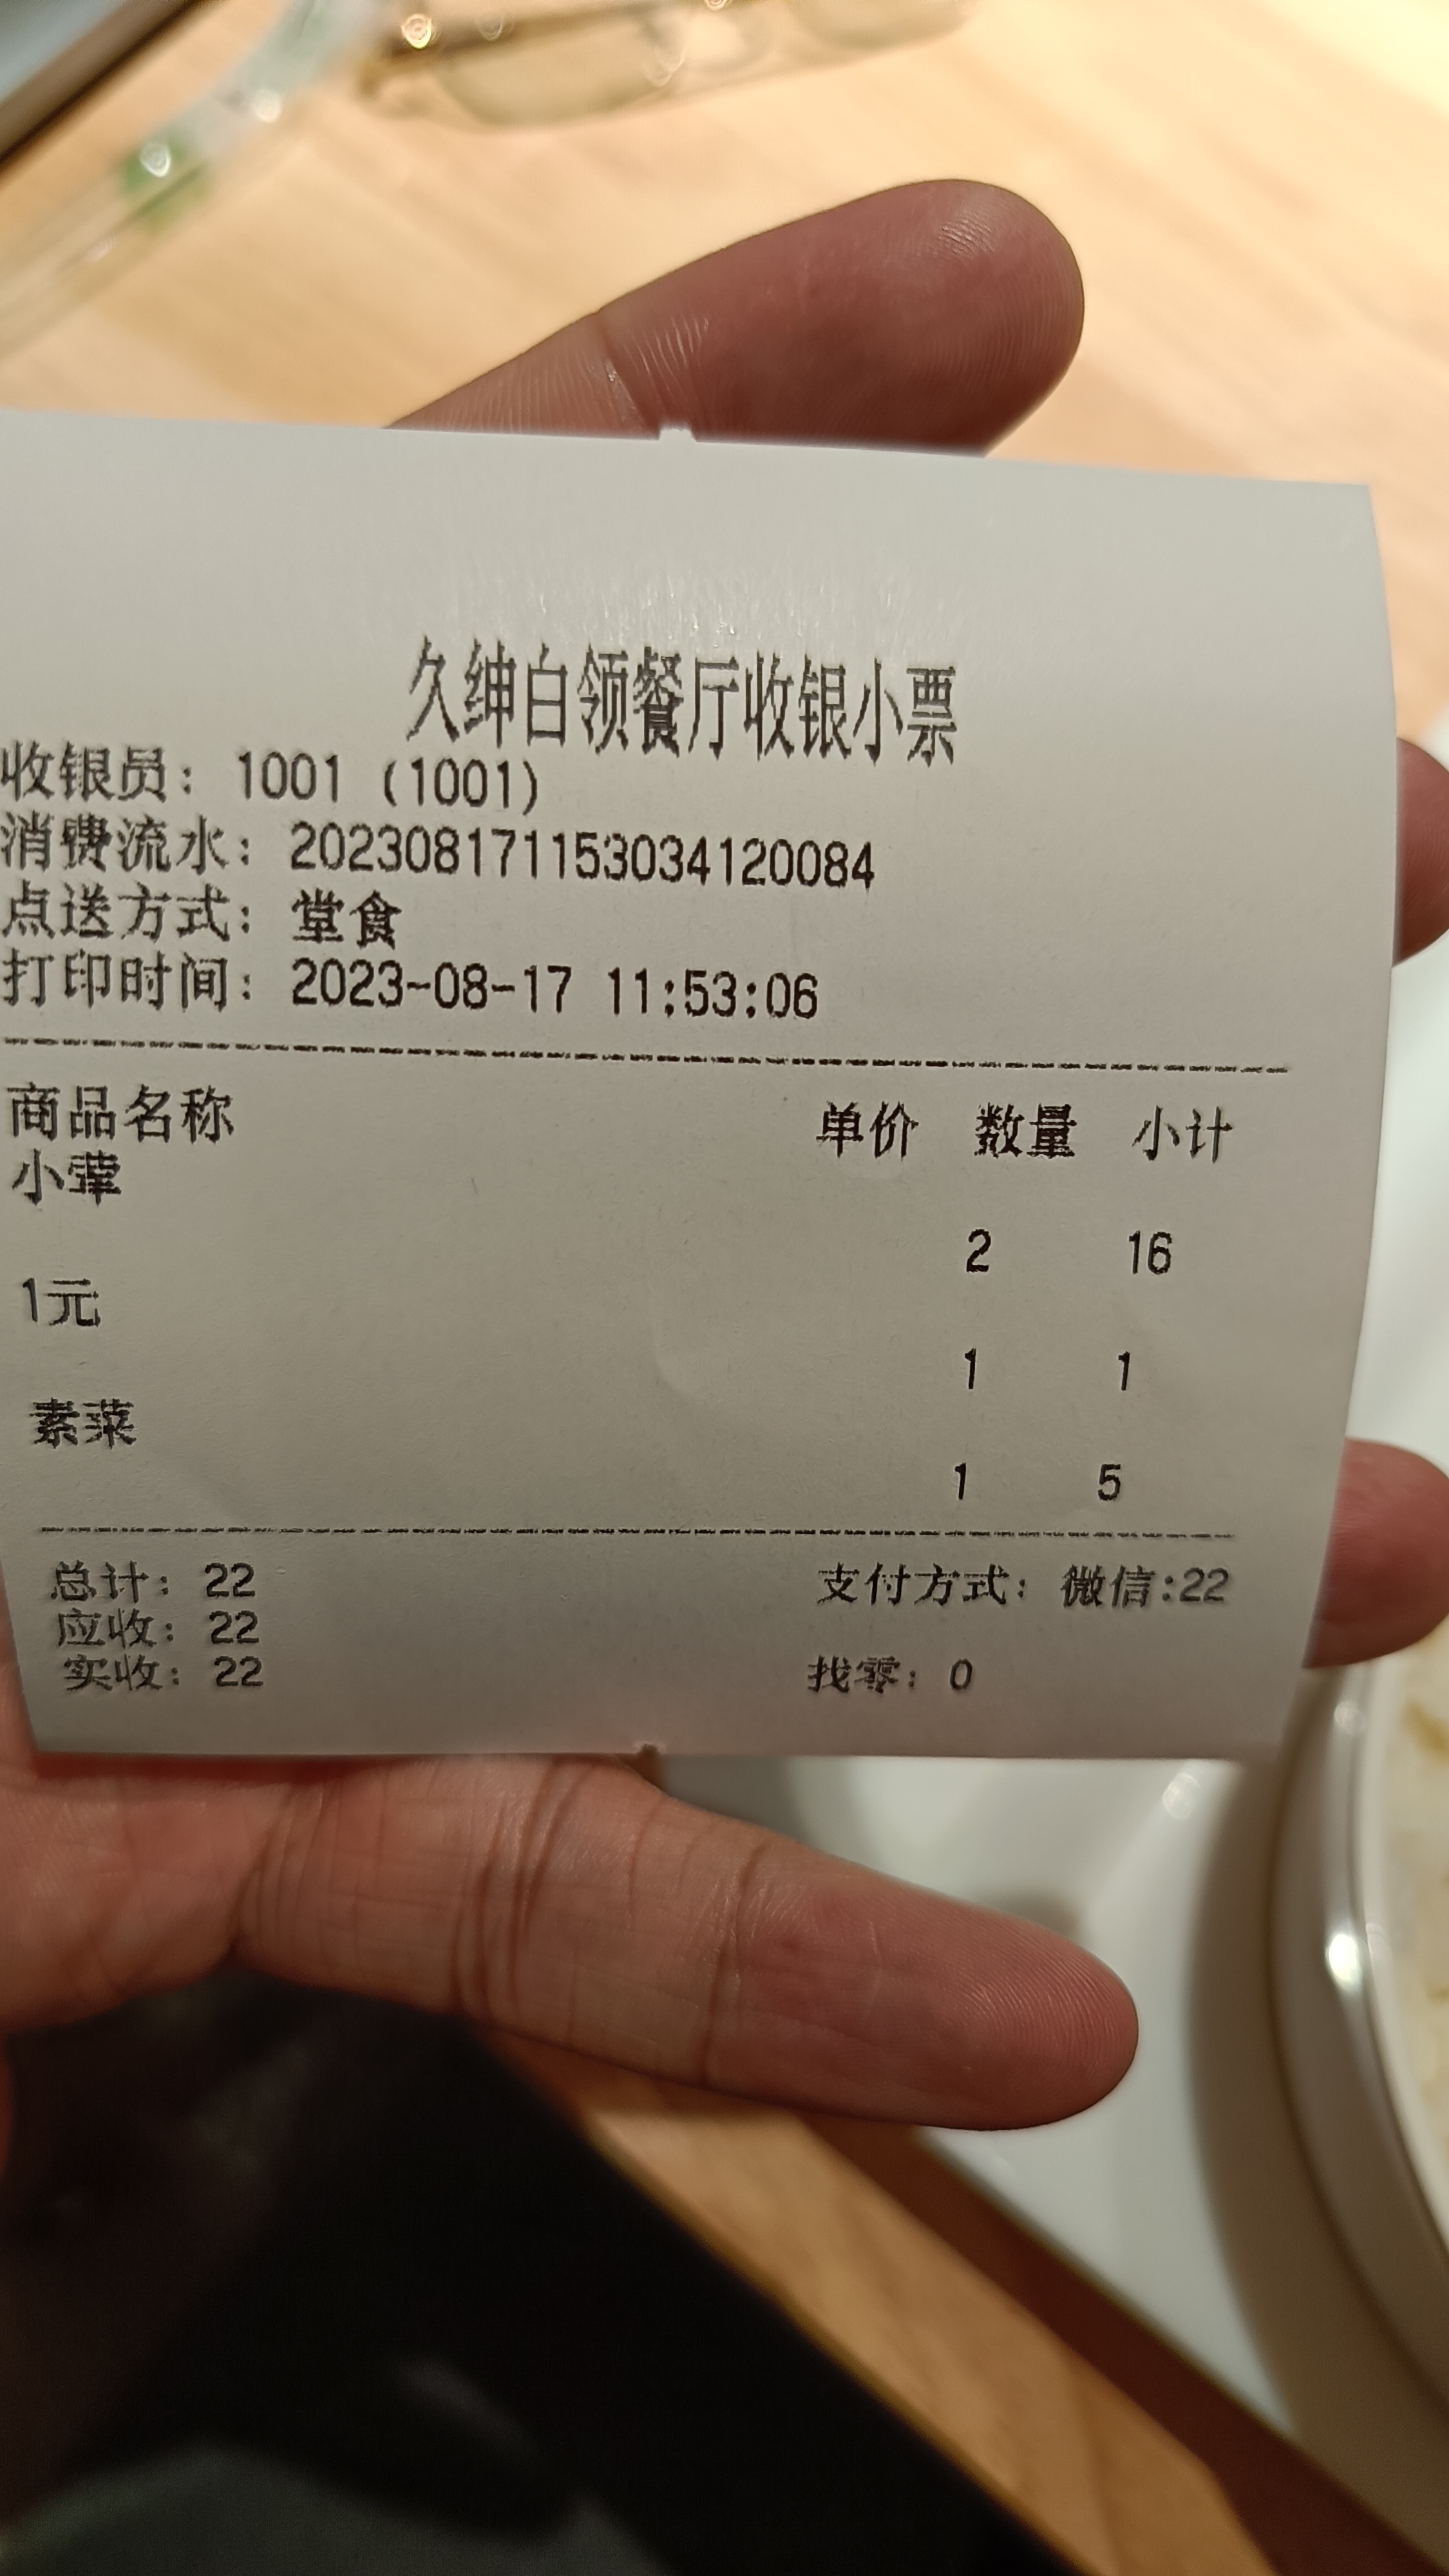 久绅白领餐厅收银小票
收银员：1001 (1001)
消费流水：2023081711153034120084
点送方式：堂食
打印时间：2023-08-17 11:53:06
商品名称 单价 数量 小计
小荤
2 16
1元
1 1
素菜
1 5
总计：22 支付方式：微信:22
应收：22
实收：22 找零：0